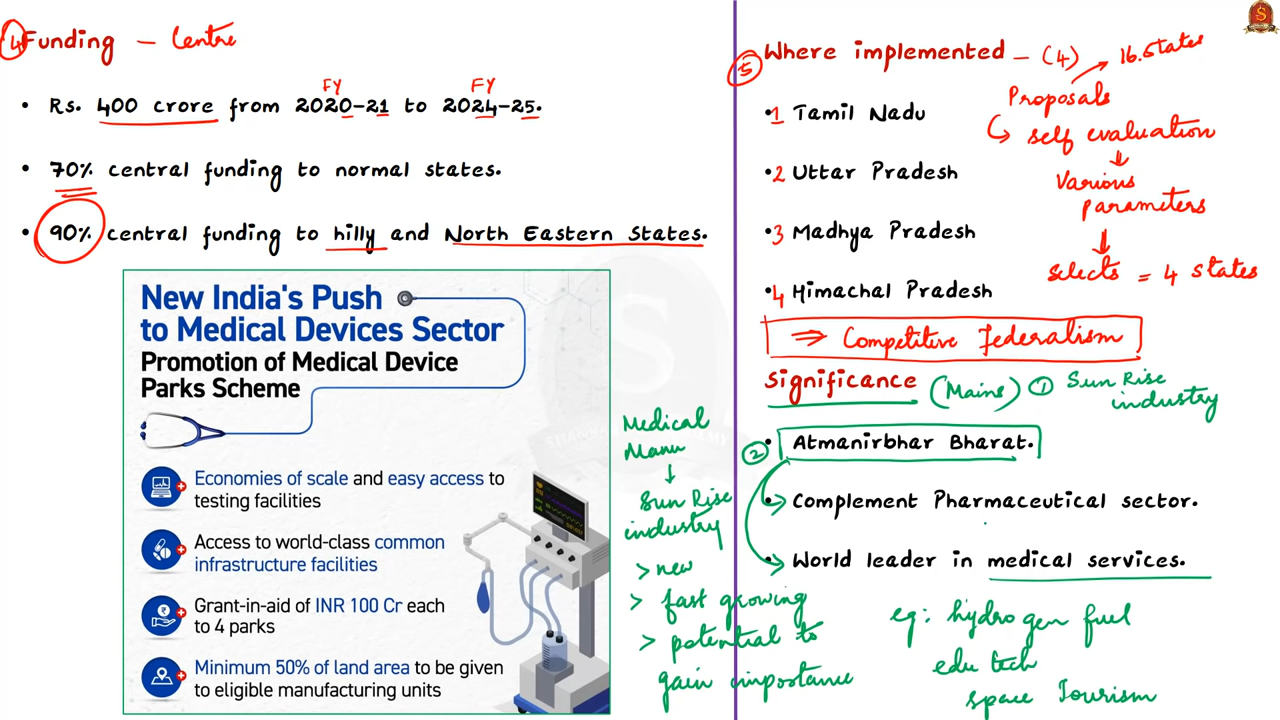 ④ Funding - Centre
FY FY
• Rs. 400 crore from 2020-21 to 2024-25.
• 70% central funding to normal states.
• 90% central funding to hilly and North Eastern States.
New India's Push
to Medical Devices Sector
Promotion of Medical Device
Parks Scheme
Economies of scale and easy access to
testing facilities
Access to world-class common
infrastructure facilities
Grant-in-aid of INR 100 Cr each
to 4 parks
Minimum 50% of land area to be given
to eligible manufacturing units
Medical
Manu
↓
Sun Rise
industry
> new
> fast growing
> potential to
gain importance
⑤ Where implemented - (4)
16 States
Proposals
self evaluation
↓
Various
parameters
↓
Selects = 4 states
• 1 Tamil Nadu
• 2 Uttar Pradesh
• 3 Madhya Pradesh
• 4 Himachal Pradesh
⇒ Competitive Federalism
Significance (Mains) ① Sun Rise
industry
② • Atmanirbhar Bharat.
• Complement Pharmaceutical sector.
• World leader in medical services.
eg: hydrogen fuel
edu tech
space Tourism